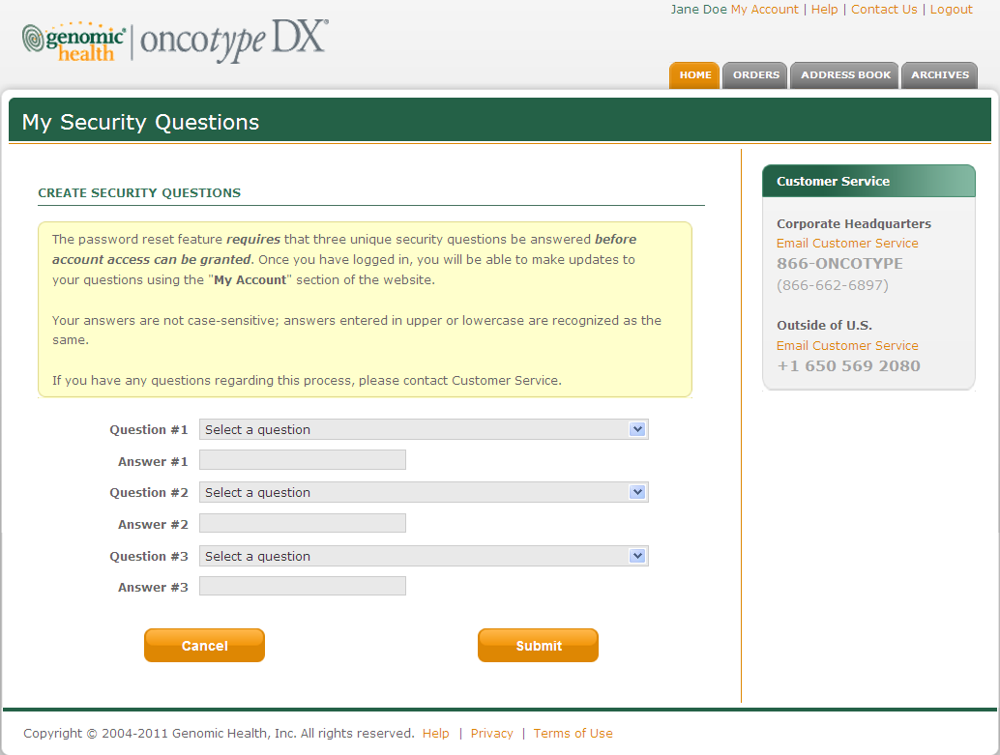 Jane Doe My Account | Help | Contact Us | Logout
genomic health® | oncotype DX®
HOME ORDERS ADDRESS BOOK ARCHIVES
My Security Questions
CREATE SECURITY QUESTIONS
The password reset feature requires that three unique security questions be answered before
account access can be granted. Once you have logged in, you will be able to make updates to
your questions using the "My Account" section of the website.
Your answers are not case-sensitive; answers entered in upper or lowercase are recognized as the
same.
If you have any questions regarding this process, please contact Customer Service.
Question #1 Select a question
Answer #1
Question #2 Select a question
Answer #2
Question #3 Select a question
Answer #3
Cancel Submit
Customer Service
Corporate Headquarters
Email Customer Service
866-ONCOTYPE
(866-662-6897)
Outside of U.S.
Email Customer Service
+1 650 569 2080
Copyright © 2004-2011 Genomic Health, Inc. All rights reserved. Help | Privacy | Terms of Use